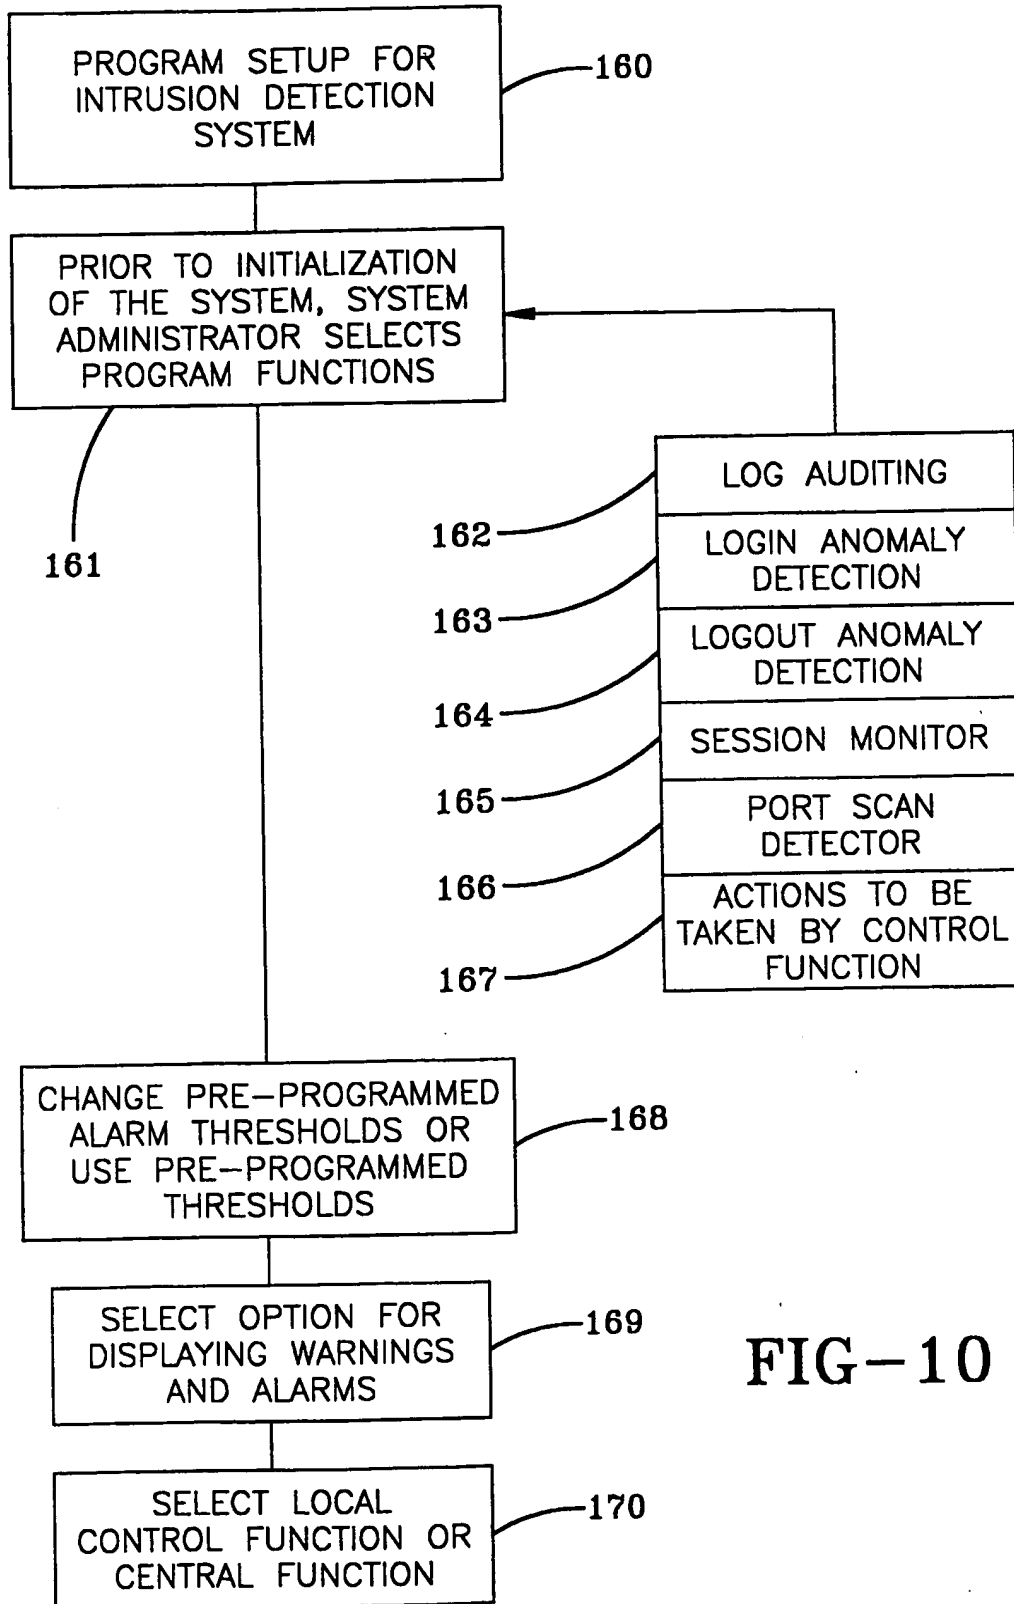 PROGRAM SETUP FOR
INTRUSION DETECTION
SYSTEM
160
PRIOR TO INITIALIZATION
OF THE SYSTEM, SYSTEM
ADMINISTRATOR SELECTS
PROGRAM FUNCTIONS
161
LOG AUDITING
162
LOGIN ANOMALY
DETECTION
163
LOGOUT ANOMALY
DETECTION
164
SESSION MONITOR
165
PORT SCAN
DETECTOR
166
ACTIONS TO BE
TAKEN BY CONTROL
FUNCTION
167
CHANGE PRE-PROGRAMMED
ALARM THRESHOLDS OR
USE PRE-PROGRAMMED
THRESHOLDS
168
SELECT OPTION FOR
DISPLAYING WARNINGS
AND ALARMS
169
FIG-10
SELECT LOCAL
CONTROL FUNCTION OR
CENTRAL FUNCTION
170